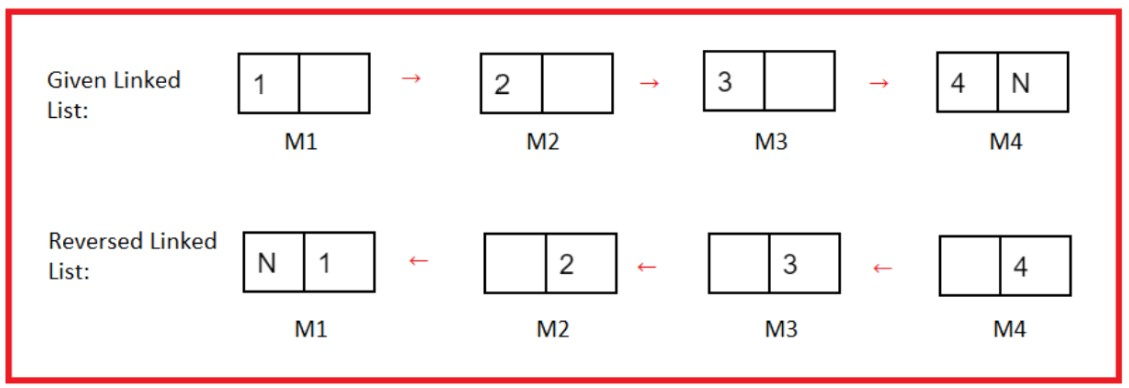 Given Linked
List:
1
2
3
4 N
M1
M2
M3
M4
Reversed Linked
List:
N 1
2
3
4
M1
M2
M3
M4